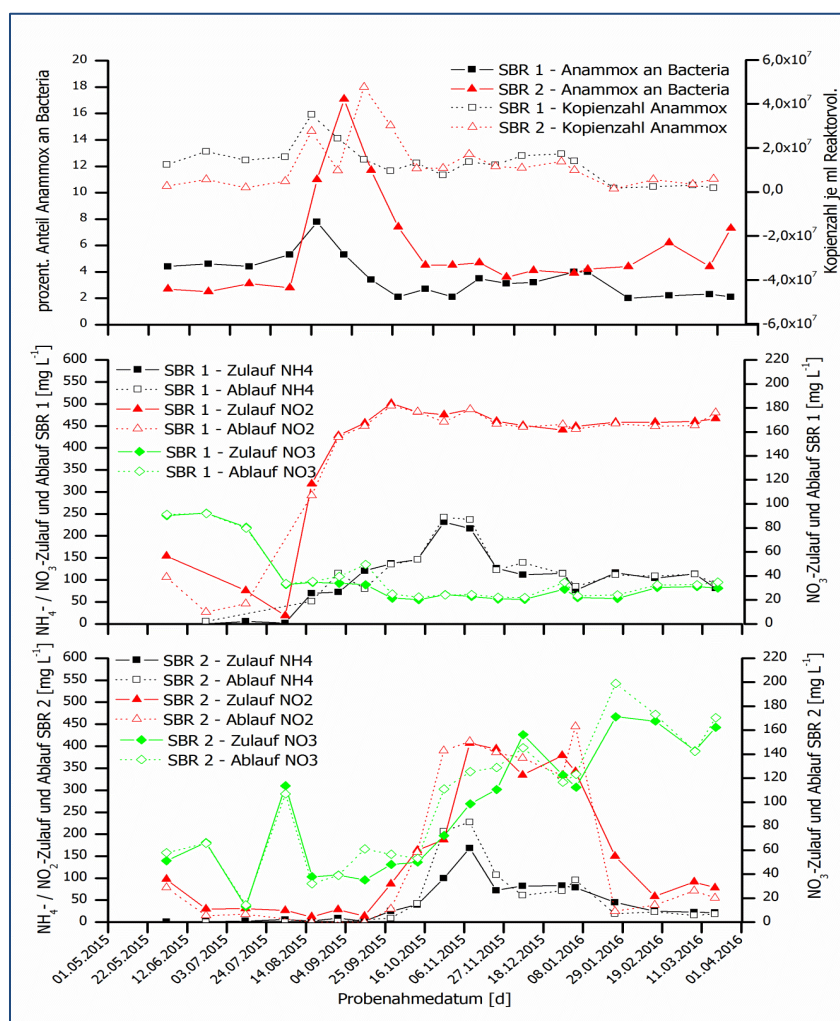 prozent. Anteil Anammox an Bacteria
20
18
16
14
12
10
8
6
4
2
0
SBR 1 - Anammox an Bacteria
SBR 2 - Anammox an Bacteria
SBR 1 - Kopienzahl Anammox
SBR 2 - Kopienzahl Anammox
6,0x10⁷
4,0x10⁷
2,0x10⁷
0,0
-2,0x10⁷
-4,0x10⁷
-6,0x10⁷
Kopienzahl je ml Reaktorvol.
NH₄ / NO₃-Zulauf und Ablauf SBR 1 [mg L⁻¹]
600
550
500
450
400
350
300
250
200
150
100
50
0
SBR 1 - Zulauf NH4
SBR 1 - Ablauf NH4
SBR 1 - Zulauf NO2
SBR 1 - Ablauf NO2
SBR 1 - Zulauf NO3
SBR 1 - Ablauf NO3
220
200
180
160
140
120
100
80
60
40
20
0
NO₃-Zulauf und Ablauf SBR 1 [mg L⁻¹]
NH₄- / NO₂-Zulauf und Ablauf SBR 2 [mg L⁻¹]
600
550
500
450
400
350
300
250
200
150
100
50
0
SBR 2 - Zulauf NH4
SBR 2 - Ablauf NH4
SBR 2 - Zulauf NO2
SBR 2 - Ablauf NO2
SBR 2 - Zulauf NO3
SBR 2 - Ablauf NO3
220
200
180
160
140
120
100
80
60
40
20
0
NO₃-Zulauf und Ablauf SBR 2 [mg L⁻¹]
01.05.2015
22.05.2015
12.06.2015
03.07.2015
24.07.2015
14.08.2015
04.09.2015
25.09.2015
16.10.2015
06.11.2015
27.11.2015
18.12.2015
08.01.2016
29.01.2016
19.02.2016
11.03.2016
01.04.2016
Probenahmedatum [d]